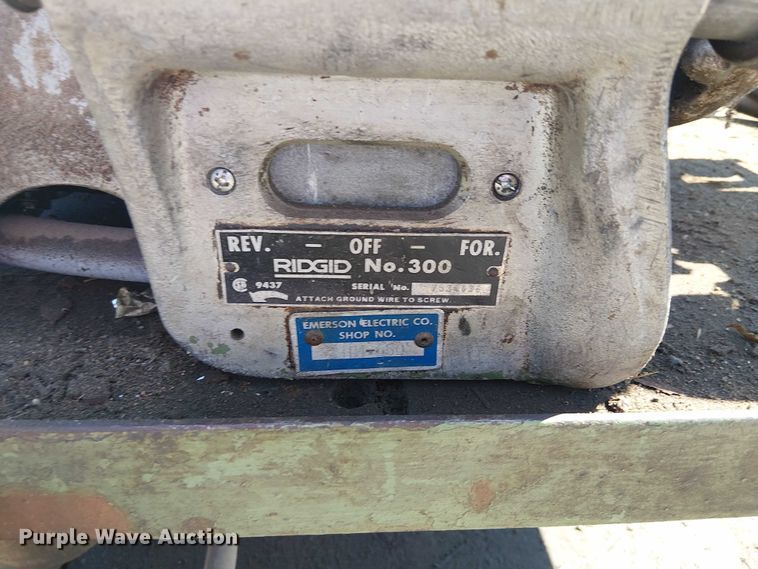 REV. — OFF — FOR.
RIDGID No. 300
9437 SERIAL No.
ATTACH GROUND WIRE TO SCREW.
EMERSON ELECTRIC CO.
SHOP NO.
Purple Wave Auction